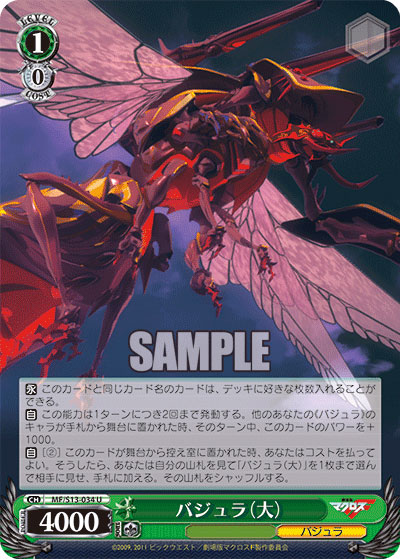 LEVEL
1
0
COST
SAMPLE
永 このカードと同じカード名のカードは、デッキに好きな枚数入れることが
できる。
自 この能力は1ターンにつき2回まで発動する。他のあなたの《バジュラ》の
キャラが手札から舞台に置かれた時、そのターン中、このカードのパワーを+
1000。
自 [②] このカードが舞台から控え室に置かれた時、あなたはコストを払ってよ
い。そうしたら、あなたは自分の山札を見て「バジュラ(大)」を1枚まで選ん
で相手に見せ、手札に加える。その山札をシャッフルする。
CH MF/S13-034 U
POWER
4000
バジュラ(大)
マクロスF
バジュラ
©2009, 2011 ビックウエスト/劇場版マクロスF製作委員会